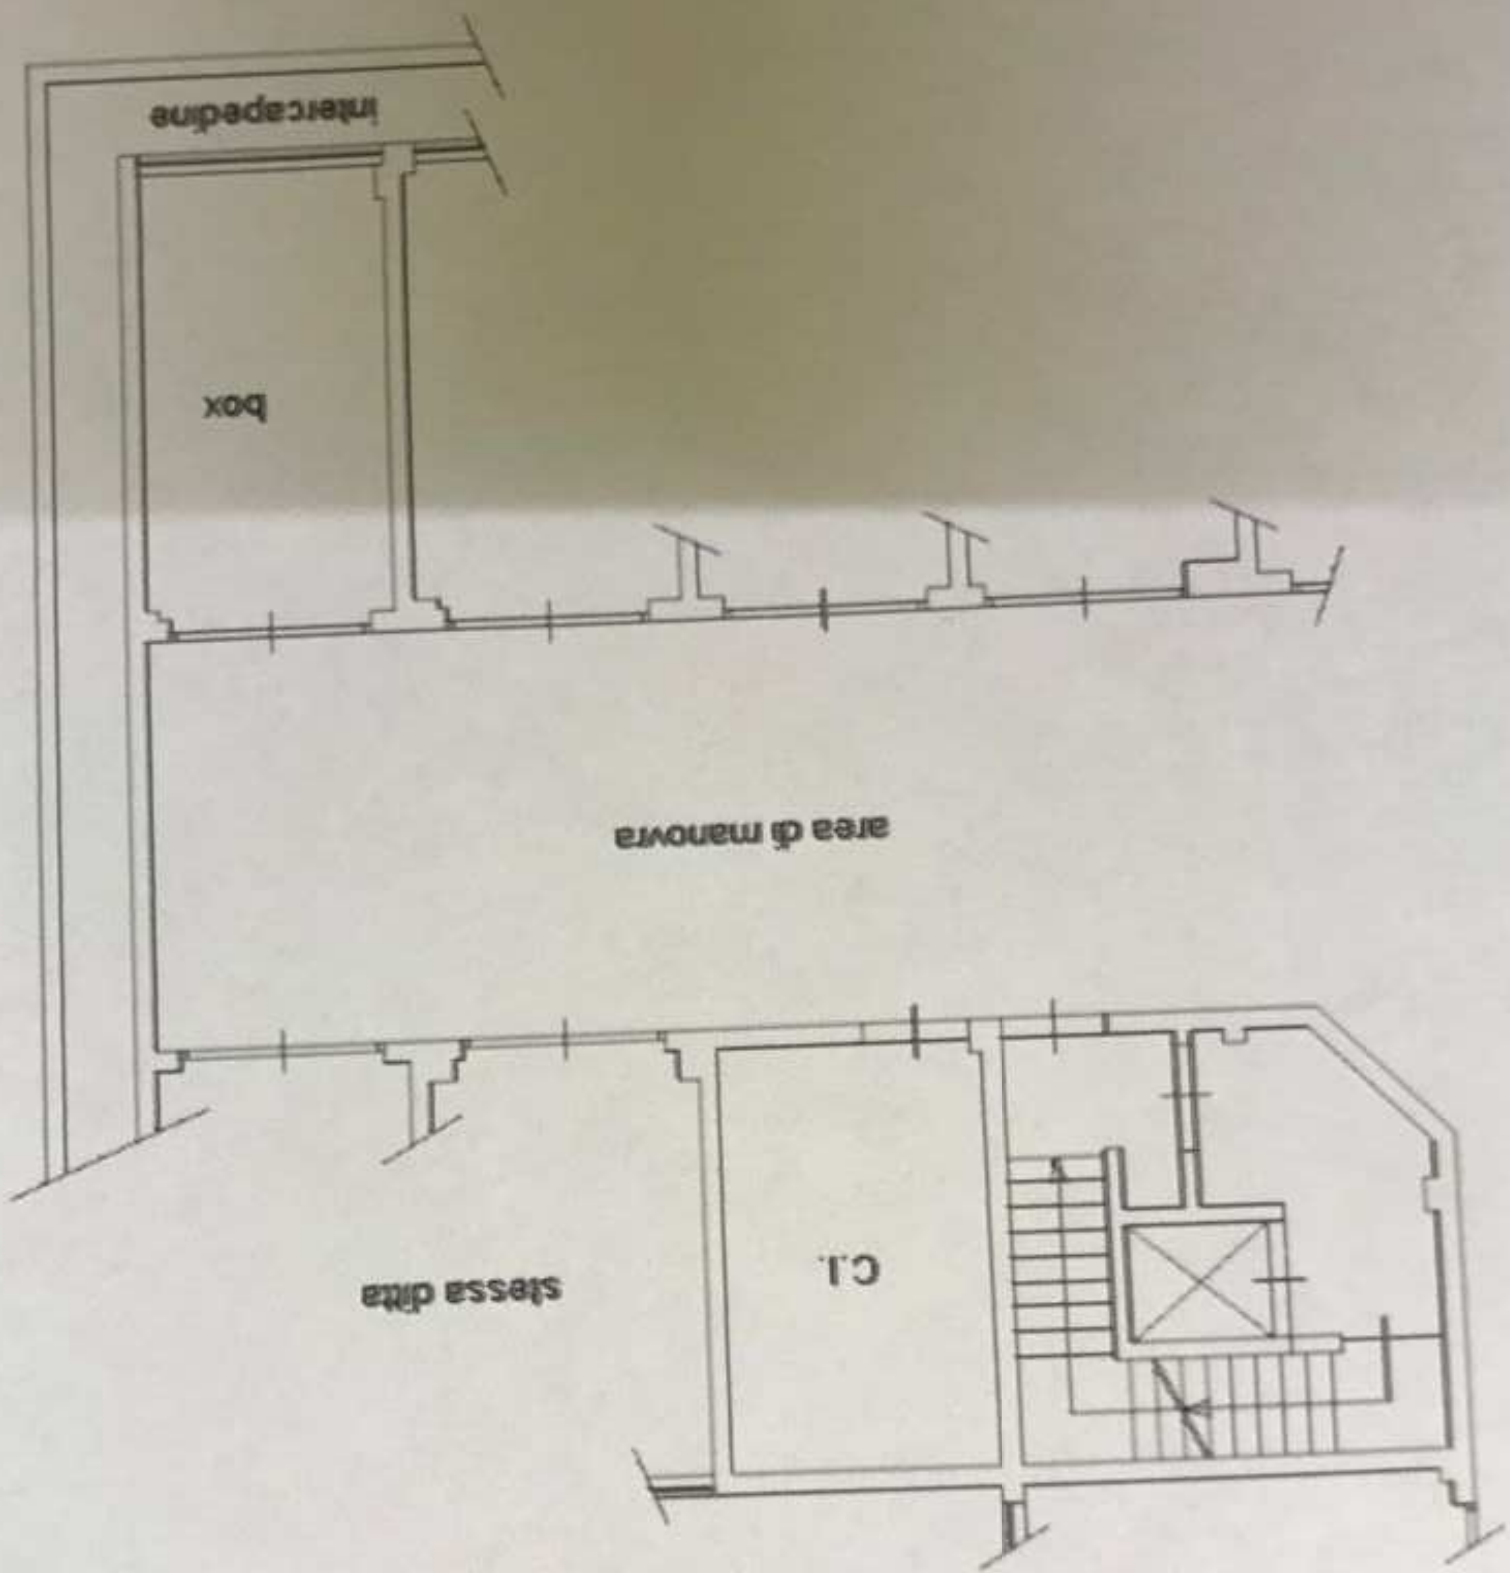 C.I.
stessa ditta
area di manovra
box
intercapedine